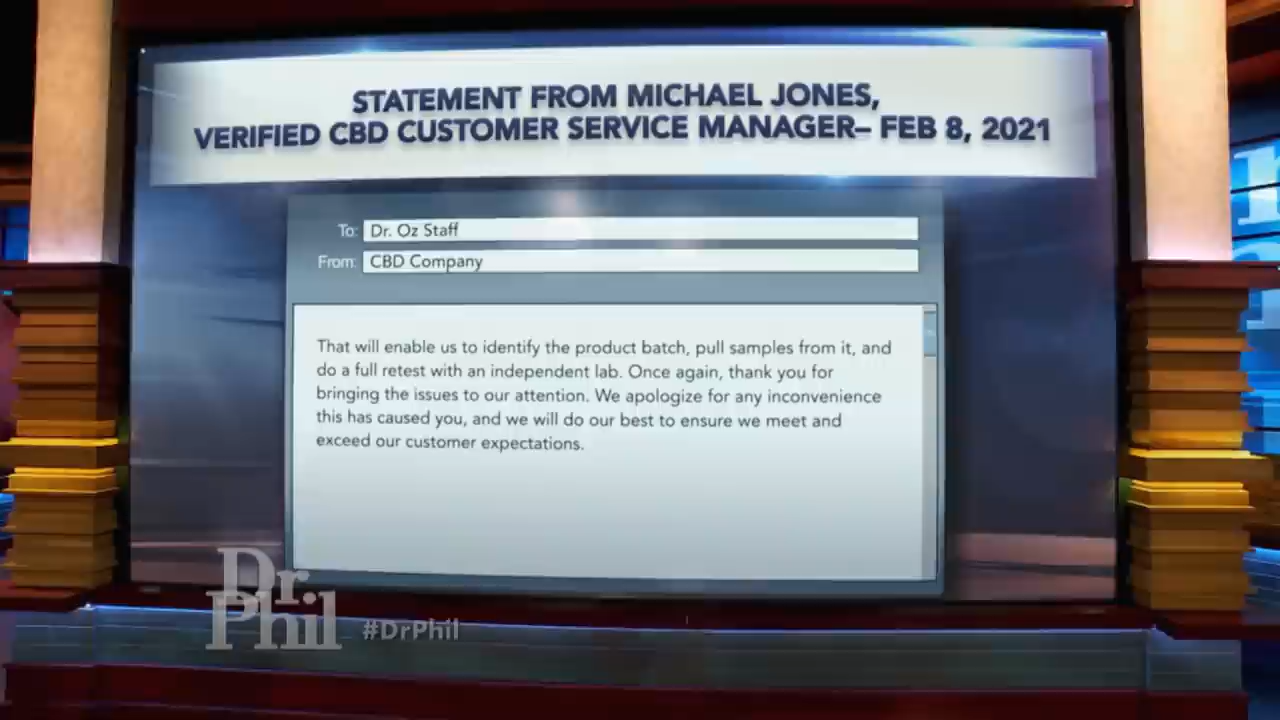 STATEMENT FROM MICHAEL JONES,
VERIFIED CBD CUSTOMER SERVICE MANAGER– FEB 8, 2021
To: Dr. Oz Staff
From: CBD Company
That will enable us to identify the product batch, pull samples from it, and
do a full retest with an independent lab. Once again, thank you for
bringing the issues to our attention. We apologize for any inconvenience
this has caused you, and we will do our best to ensure we meet and
exceed our customer expectations.
Dr.
Phil
#DrPhil